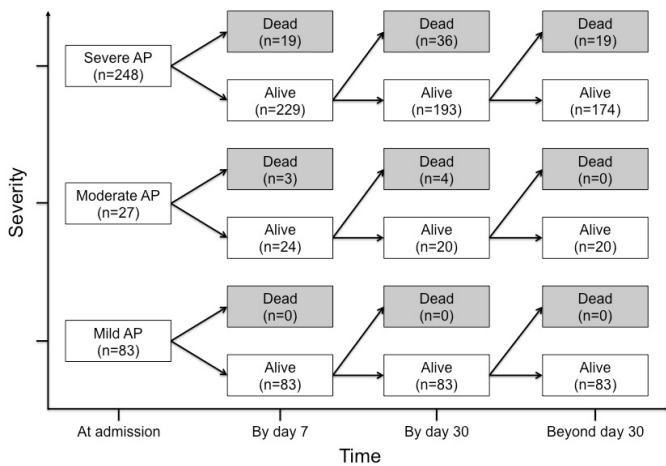 Severity
Severe AP
(n=248)
Dead
(n=19)
Dead
(n=36)
Dead
(n=19)
Alive
(n=229)
Alive
(n=193)
Alive
(n=174)
Moderate AP
(n=27)
Dead
(n=3)
Dead
(n=4)
Dead
(n=0)
Alive
(n=24)
Alive
(n=20)
Alive
(n=20)
Mild AP
(n=83)
Dead
(n=0)
Dead
(n=0)
Dead
(n=0)
Alive
(n=83)
Alive
(n=83)
Alive
(n=83)
At admission
By day 7
By day 30
Beyond day 30
Time